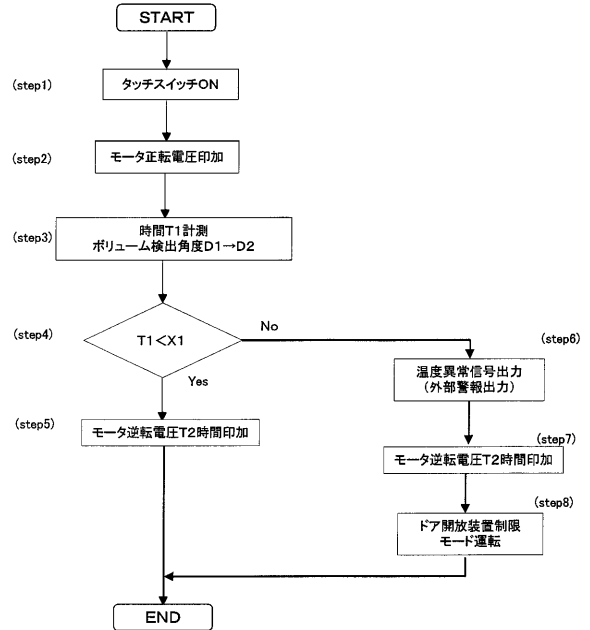 START
(step1)
タッチスイッチON
(step2)
モータ正転電圧印加
(step3)
時間T1計測
ボリューム検出角度D1→D2
(step4)
T1<X1
No
Yes
(step5)
モータ逆転電圧T2時間印加
(step6)
温度異常信号出力
(外部警報出力)
(step7)
モータ逆転電圧T2時間印加
(step8)
ドア開放装置制限
モード運転
END